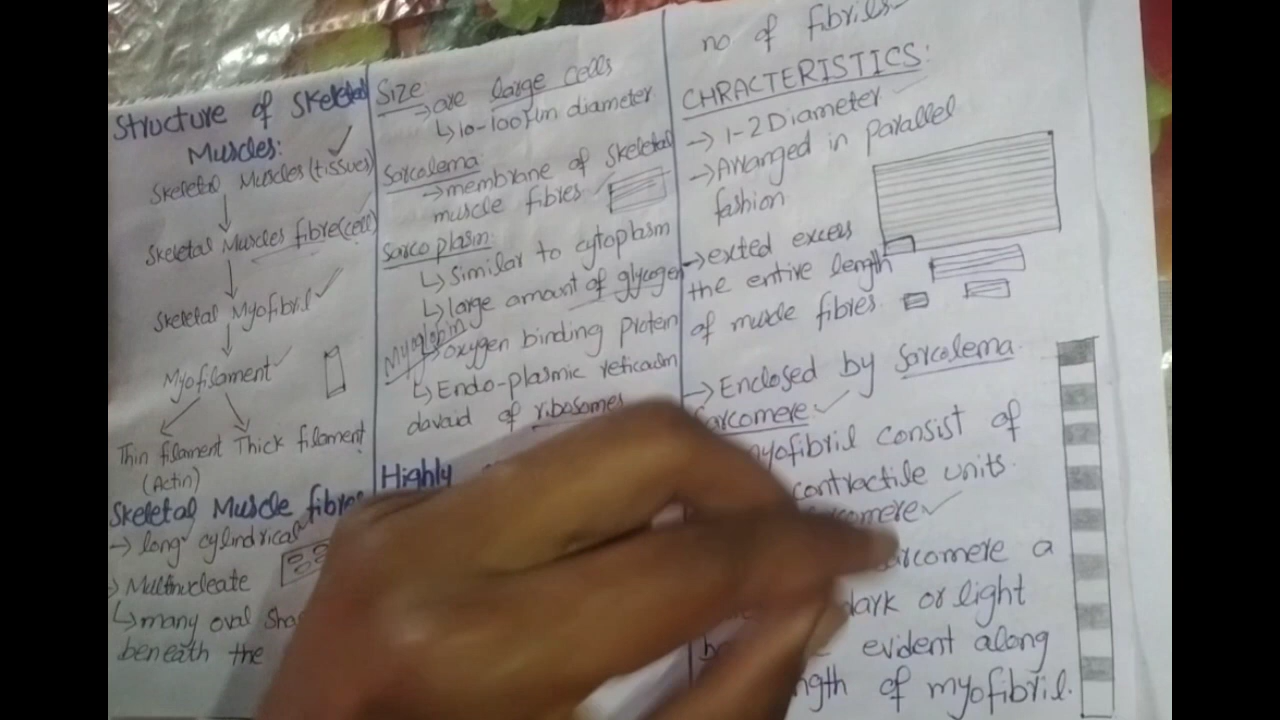 Structure of Skeletal
Muscles:
Skeletal Muscles (tissues)
Skeletal Muscles fibre (cell)
Skeletal Myofibril
Myofilament
Thin filament Thick filament
(Actin)
Skeletal Muscle fibres
→ long cylindrical
→ Multinucleate
↳ many oval
beneath the
Size:
→ are large cells
↳ 10-100 μm diameter
Sarcolema:
→ membrane of skeletal
muscle fibres
Sarcoplasm:
↳ Similar to cytoplasm
↳ large amount of glycogen
Myoglobin
→ oxygen binding protein
↳ Endo-plasmic reticulum
davoid of ribosomes
Highly
no of fibrils
CHRACTERISTICS:
→ 1-2 Diameter
→ Arranged in Parallel
fashion
→ exted excess
the entire length
of muscle fibres
→ Enclosed by Sarcolema
Sarcomere:
myofibril consist of
contractile units
sarcomere
sarcomere a
dark or light
evident along
length of myofibril.